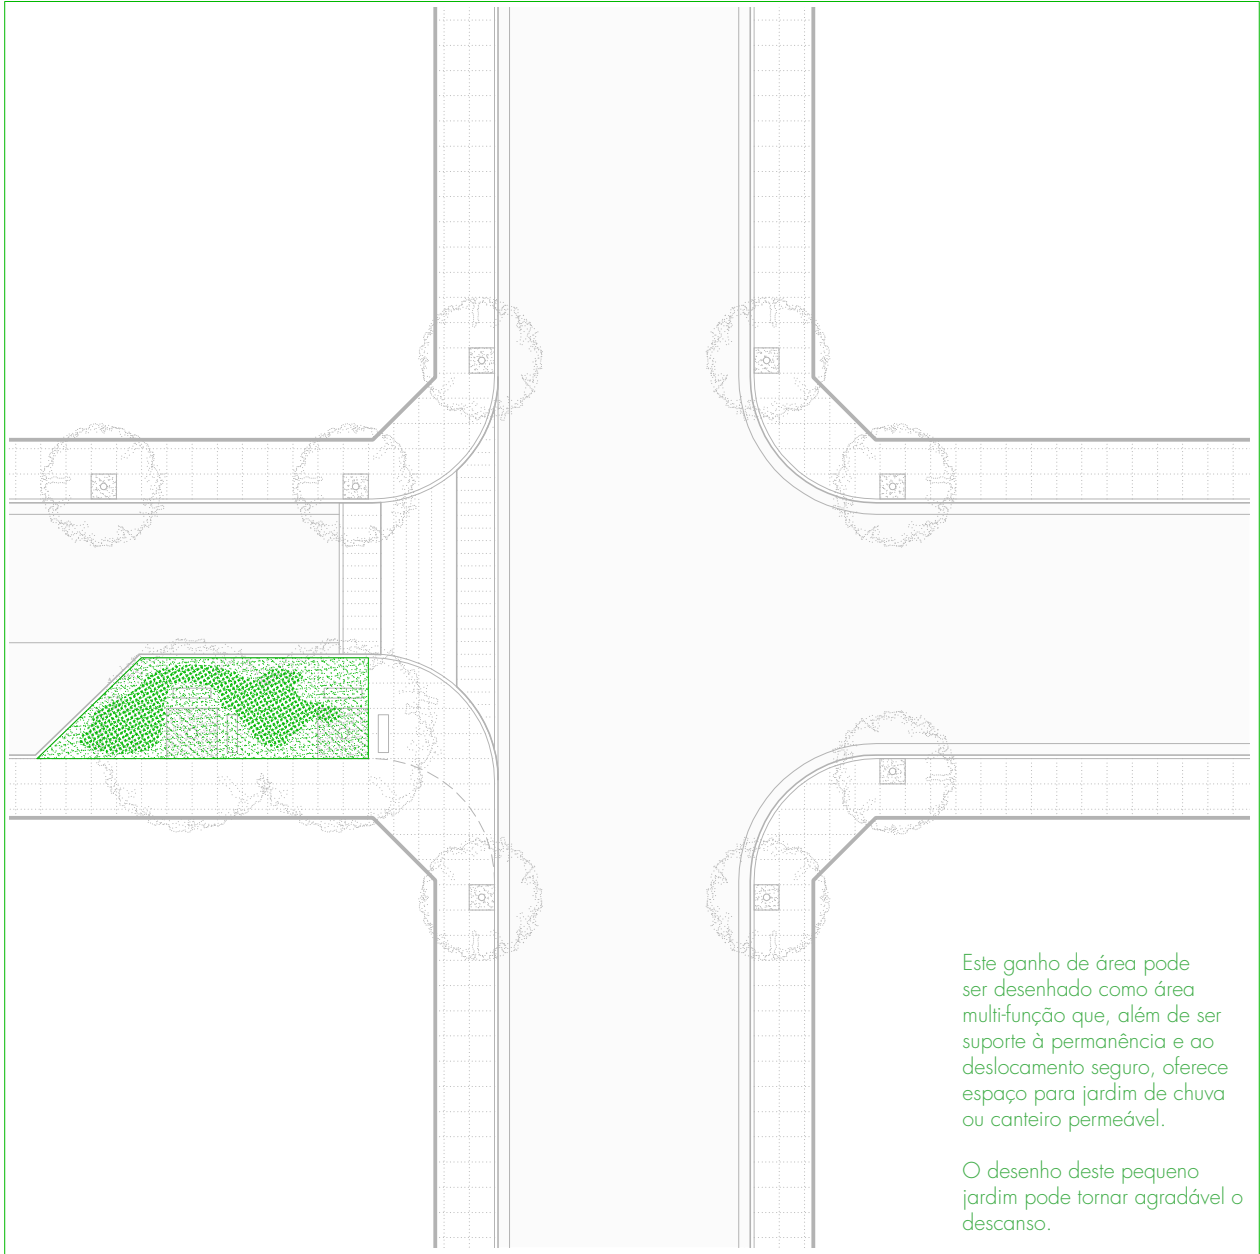 Este ganho de área pode
ser desenhado como área
multi-função que, além de ser
suporte à permanência e ao
deslocamento seguro, oferece
espaço para jardim de chuva
ou canteiro permeável.

O desenho deste pequeno
jardim pode tornar agradável o
descanso.